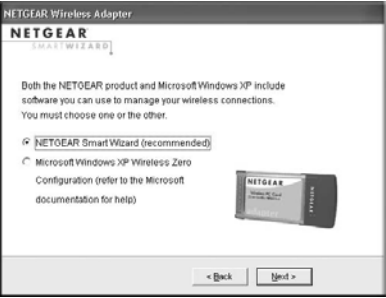 NETGEAR Wireless Adapter
NETGEAR
SMARTWIZARD
Both the NETGEAR product and Microsoft Windows XP include
software you can use to manage your wireless connections.
You must choose one or the other.
NETGEAR Smart Wizard (recommended)
Microsoft Windows XP Wireless Zero
Configuration (refer to the Microsoft
documentation for help)
NETGEAR
NETGEAR
< Back
Next >